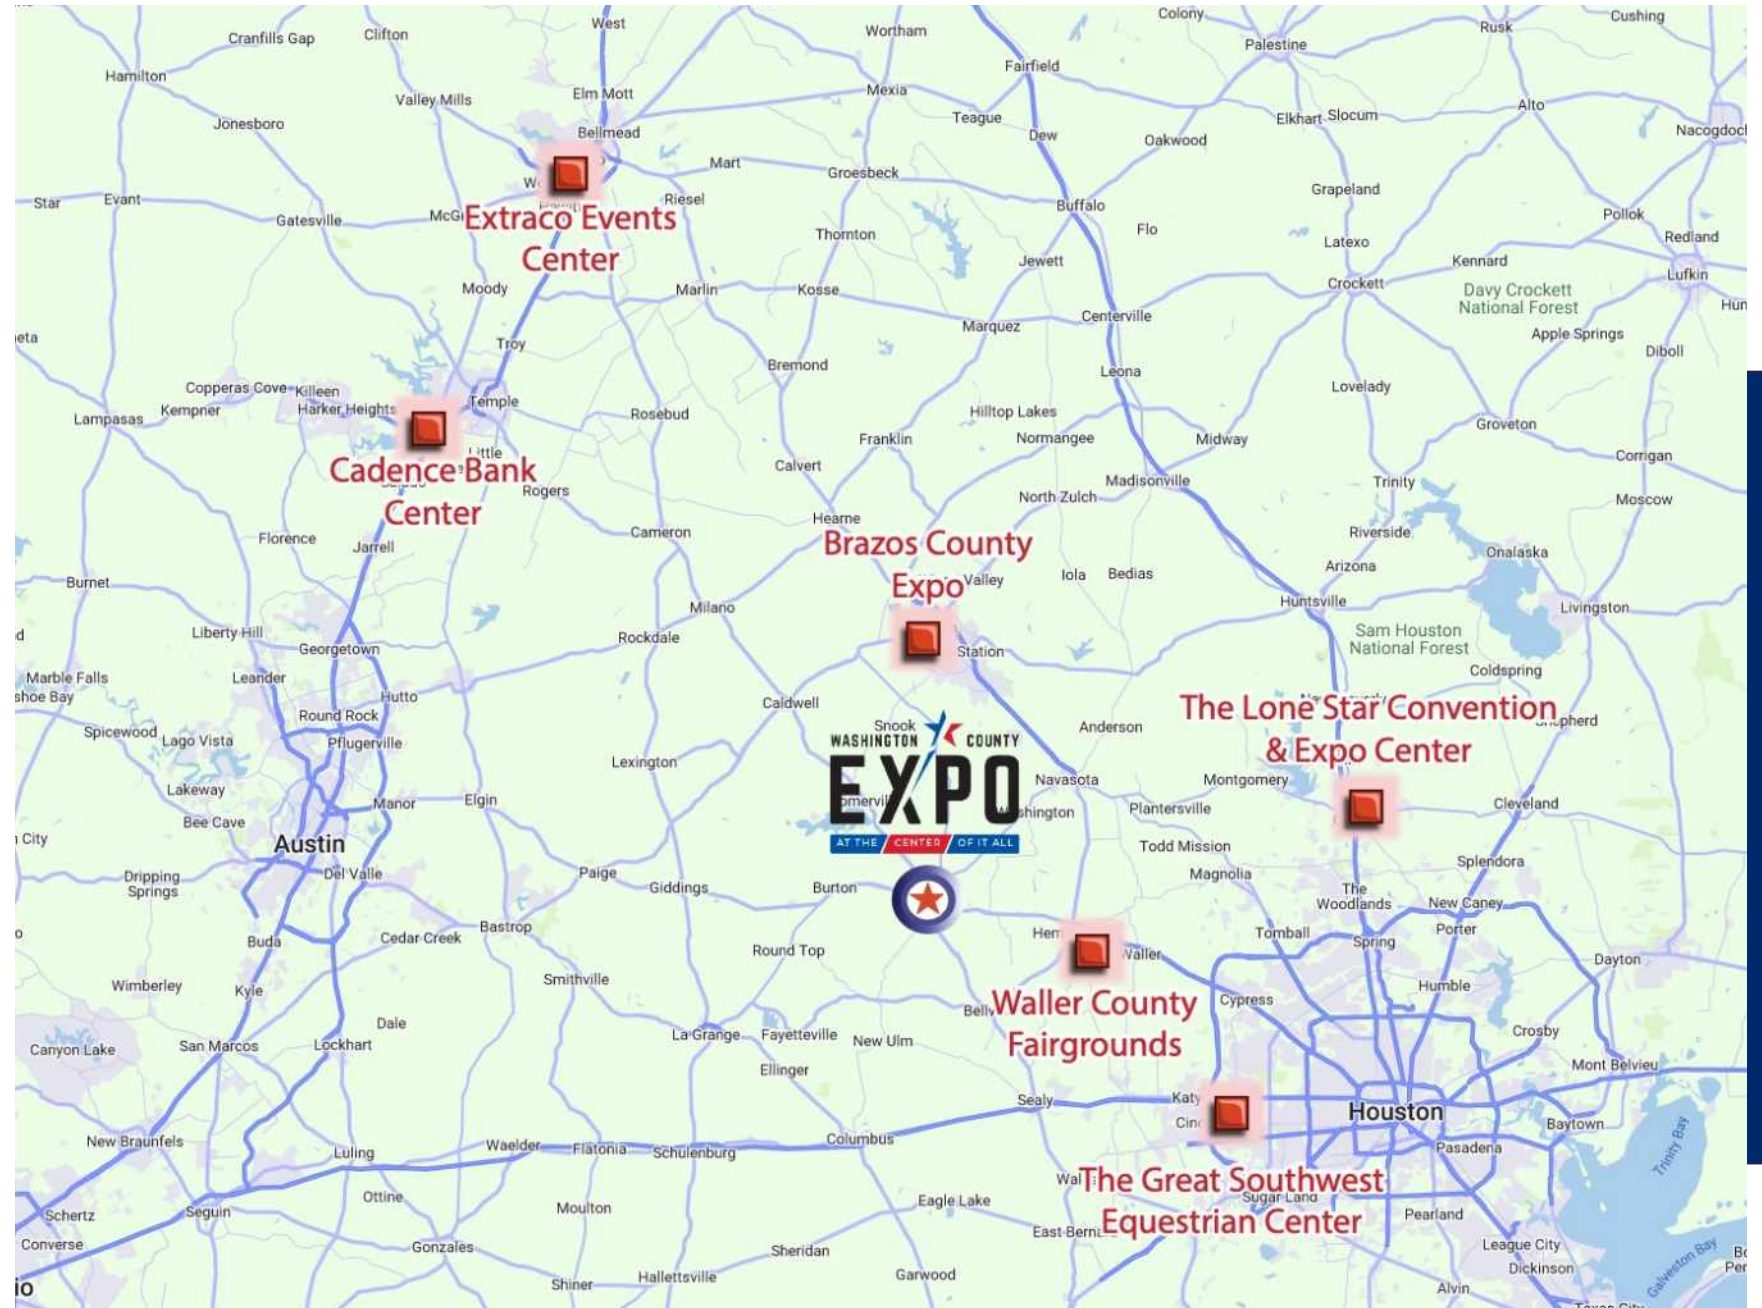 West
Colony
Cushing
Cranfills Gap
Clifton
Wortham
Rusk
Palestine
Hamilton
Fairfield
Valley Mills
Elm Mott
Mexia
Teague
Alto
Jonesboro
Bellmead
Dew
Oakwood
Elkhart
Slocum
Mart
Groesbeck
Star
Evant
Gatesville
Riesel
Extraco Events
Center
Buffalo
Grapeland
Pollok
Thornton
Flo
Latexo
Redland
Jewett
Kennard
Lufkin
Moody
Marlin
Kosse
Crockett
Davy Crockett
National Forest
Marquez
Centerville
Apple Springs
Troy
Diboll
Bremond
Leona
Copperas Cove
Killeen
Lovelady
Lampasas
Kempner
Harker Heights
Temple
Rosebud
Hilltop Lakes
Groveton
Franklin
Normangee
Midway
Little
Cadence Bank
Center
Calvert
Corrigan
Rogers
North Zulch
Madisonville
Trinity
Moscow
Hearne
Florence
Jarrell
Cameron
Brazos County
Expo
Riverside
Onalaska
Valley
Iola
Bedias
Arizona
Burnet
Milano
Huntsville
Livingston
Liberty Hill
Georgetown
Rockdale
Station
Sam Houston
National Forest
Coldspring
Marble Falls
shoe Bay
Leander
Hutto
Caldwell
The Lone Star Convention
& Expo Center
Round Rock
Snook
Anderson
Spicewood
Lago Vista
Pflugerville
WASHINGTON COUNTY
EXPO
AT THE CENTER OF IT ALL
Lexington
Navasota
Montgomery
Lakeway
Manor
Elgin
Plantersville
Cleveland
Bee Cave
City
Austin
Todd Mission
Splendora
Dripping
Springs
Del Valle
Paige
Giddings
Burton
Magnolia
The
Woodlands
New Caney
Porter
Bastrop
Cedar Creek
Buda
Round Top
Waller
Tomball
Spring
Dayton
Wimberley
Kyle
Smithville
Waller County
Fairgrounds
Cypress
Humble
Dale
La Grange
Fayetteville
New Ulm
Crosby
Canyon Lake
San Marcos
Lockhart
Ellinger
Mont Belvieu
Sealy
Katy
Houston
Baytown
New Braunfels
Luling
Waelder
Flatonia
Schulenburg
Columbus
Pasadena
Trinity Bay
The Great Southwest
Equestrian Center
Sugar Land
Ottine
Moulton
Eagle Lake
Pearland
Schertz
Seguin
Converse
Gonzales
Sheridan
League City
Dickinson
Galveston Bay
Shiner
Hallettsville
Garwood
Alvin